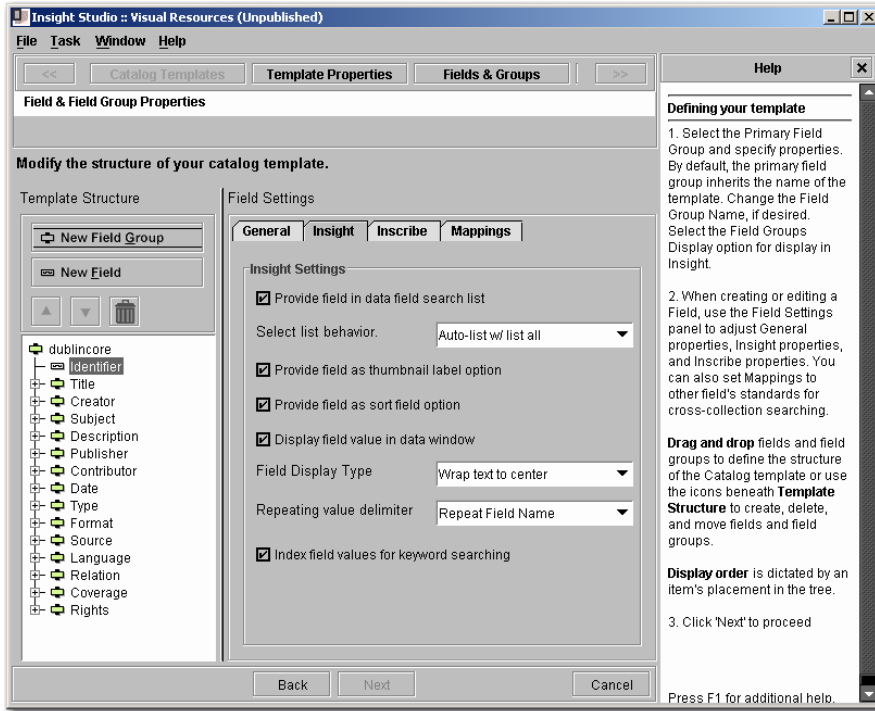 Insight Studio :: Visual Resources (Unpublished)
File Task Window Help
<< Catalog Templates Template Properties Fields & Groups >>
Field & Field Group Properties
Modify the structure of your catalog template.
Template Structure
New Field Group
New Field
dublincore
Identifier
Title
Creator
Subject
Description
Publisher
Contributor
Date
Type
Format
Source
Language
Relation
Coverage
Rights
Field Settings
General Insight Inscribe Mappings
Insight Settings
Provide field in data field search list
Select list behavior. Auto-list w/ list all
Provide field as thumbnail label option
Provide field as sort field option
Display field value in data window
Field Display Type Wrap text to center
Repeating value delimiter Repeat Field Name
Index field values for keyword searching
Back Next Cancel
Help
Defining your template
1. Select the Primary Field
Group and specify properties.
By default, the primary field
group inherits the name of the
template. Change the Field
Group Name, if desired.
Select the Field Groups
Display option for display in
Insight.
2. When creating or editing a
Field, use the Field Settings
panel to adjust General
properties, Insight properties,
and Inscribe properties. You
can also set Mappings to
other field's standards for
cross-collection searching.
Drag and drop fields and field
groups to define the structure
of the Catalog template or use
the icons beneath Template
Structure to create, delete,
and move fields and field
groups.
Display order is dictated by an
item's placement in the tree.
3. Click 'Next' to proceed
Press F1 for additional help.